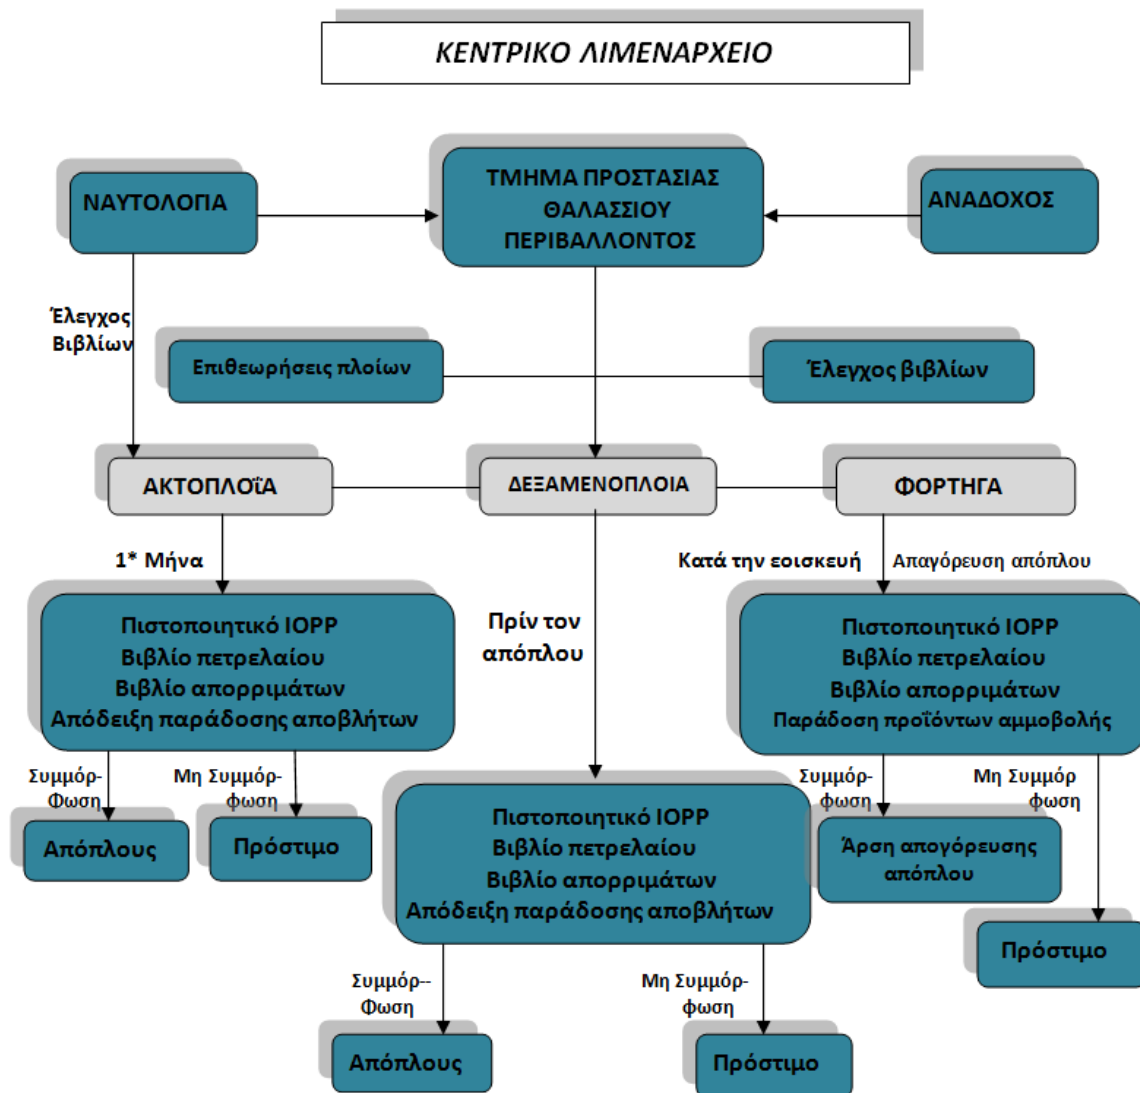 ΚΕΝΤΡΙΚΟ ΛΙΜΕΝΑΡΧΕΙΟ
ΝΑΥΤΟΛΟΓΙΑ
ΤΜΗΜΑ ΠΡΟΣΤΑΣΙΑΣ
ΘΑΛΑΣΣΙΟΥ
ΠΕΡΙΒΑΛΛΟΝΤΟΣ
ΑΝΑΔΟΧΟΣ
Έλεγχος
Βιβλίων
Επιθεωρήσεις πλοίων
Έλεγχος βιβλίων
ΑΚΤΟΠΛΟΪΑ
ΔΕΞΑΜΕΝΟΠΛΟΙΑ
ΦΟΡΤΗΓΑ
1* Μήνα
Πρίν τον
απόπλου
Κατά την εοισκευή
Απαγόρευση απόπλου
Πιστοποιητικό IOPP
Βιβλίο πετρελαίου
Βιβλίο απορριμάτων
Απόδειξη παράδοσης αποβλήτων
Πιστοποιητικό IOPP
Βιβλίο πετρελαίου
Βιβλίο απορριμάτων
Παράδοση προϊόντων αμμοβολής
Συμμόρ-
Φωση
Μη Συμμόρ-
φωση
Απόπλους
Πρόστιμο
Πιστοποιητικό IOPP
Βιβλίο πετρελαίου
Βιβλίο απορριμάτων
Απόδειξη παράδοσης αποβλήτων
Συμμόρ-
φωση
Μη Συμμόρ
φωση
Άρση απογόρευσης
απόπλου
Πρόστιμο
Συμμόρ--
Φωση
Μη Συμμόρ-
φωση
Απόπλους
Πρόστιμο